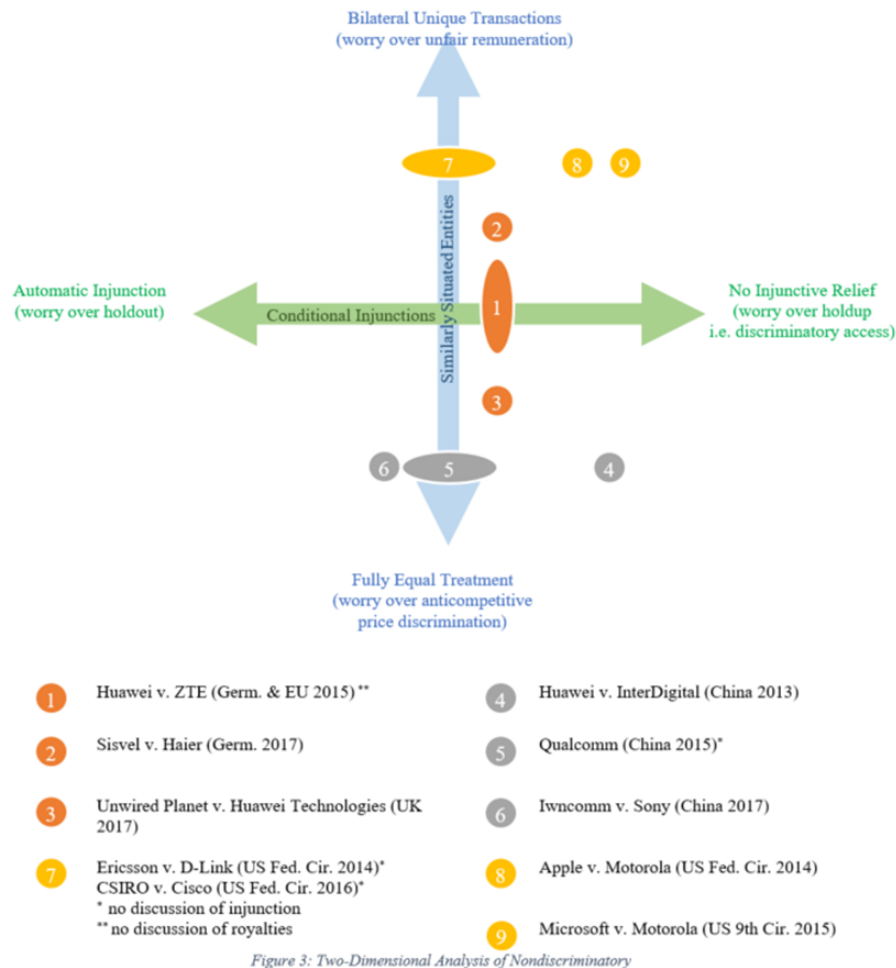 Bilateral Unique Transactions
(worry over unfair remuneration)
7
8
9
2
Similarly Situated Entities
Automatic Injunction
(worry over holdout)
Conditional Injunctions
1
No Injunctive Relief
(worry over holdup
i.e. discriminatory access)
3
6
5
4
Fully Equal Treatment
(worry over anticompetitive
price discrimination)
1
Huawei v. ZTE (Germ. & EU 2015)**
4
Huawei v. InterDigital (China 2013)
2
Sisvel v. Haier (Germ. 2017)
5
Qualcomm (China 2015)*
3
Unwired Planet v. Huawei Technologies (UK
2017)
6
Iwncomm v. Sony (China 2017)
7
Ericsson v. D-Link (US Fed. Cir. 2014)*
CSIRO v. Cisco (US Fed. Cir. 2016)*
* no discussion of injunction
** no discussion of royalties
8
Apple v. Motorola (US Fed. Cir. 2014)
9
Microsoft v. Motorola (US 9th Cir. 2015)
Figure 3: Two-Dimensional Analysis of Nondiscriminatory